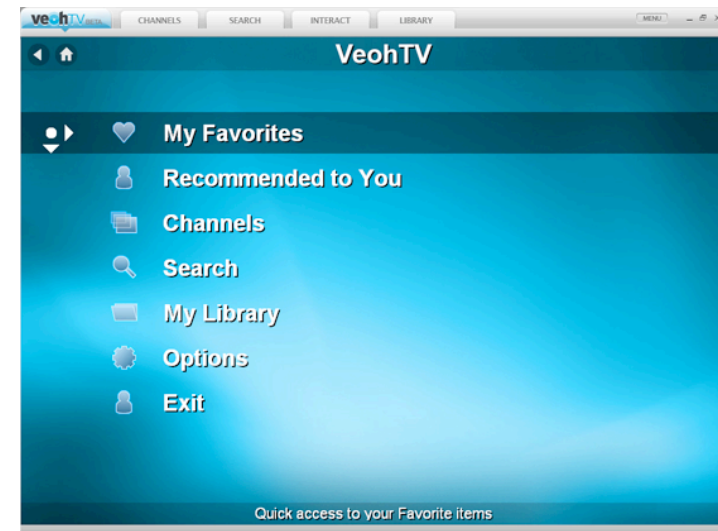 veohTV BETA CHANNELS SEARCH INTERACT LIBRARY MENU
VeohTV
My Favorites
Recommended to You
Channels
Search
My Library
Options
Exit
Quick access to your Favorite items